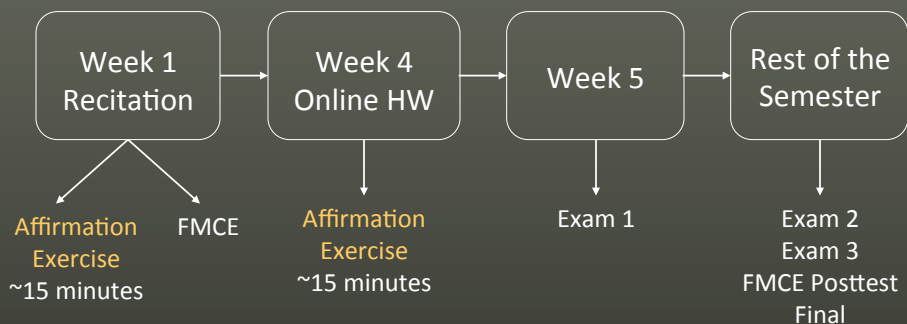 Week 1
Recitation
Week 4
Online HW
Week 5
Rest of the
Semester
Affirmation
Exercise
~15 minutes
FMCE
Affirmation
Exercise
~15 minutes
Exam 1
Exam 2
Exam 3
FMCE Posttest
Final